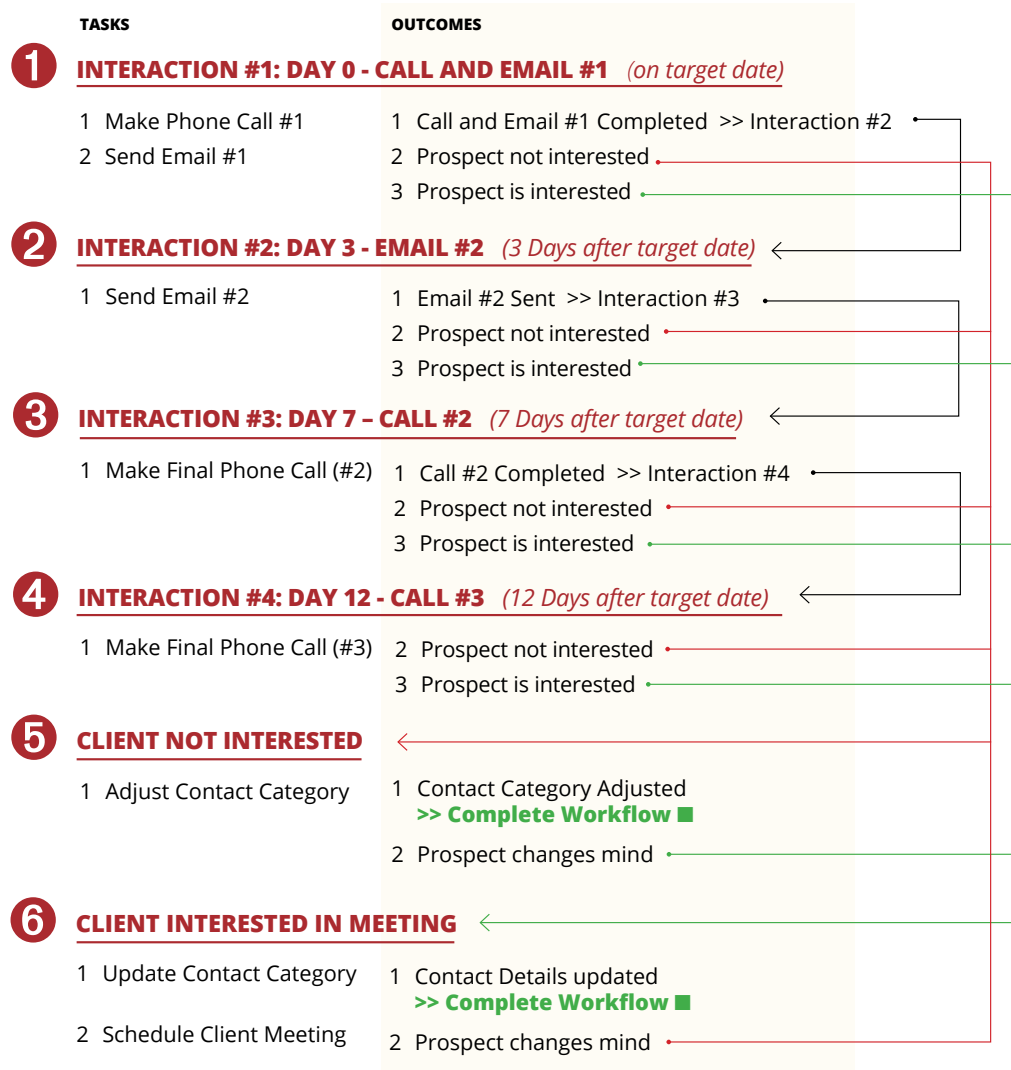 TASKS OUTCOMES
1 INTERACTION #1: DAY 0 - CALL AND EMAIL #1 (on target date)
1 Make Phone Call #1 1 Call and Email #1 Completed >> Interaction #2
2 Send Email #1 2 Prospect not interested
3 Prospect is interested
2 INTERACTION #2: DAY 3 - EMAIL #2 (3 Days after target date)
1 Send Email #2 1 Email #2 Sent >> Interaction #3
2 Prospect not interested
3 Prospect is interested
3 INTERACTION #3: DAY 7 – CALL #2 (7 Days after target date)
1 Make Final Phone Call (#2) 1 Call #2 Completed >> Interaction #4
2 Prospect not interested
3 Prospect is interested
4 INTERACTION #4: DAY 12 - CALL #3 (12 Days after target date)
1 Make Final Phone Call (#3) 2 Prospect not interested
3 Prospect is interested
5 CLIENT NOT INTERESTED
1 Adjust Contact Category 1 Contact Category Adjusted
>> Complete Workflow ■
2 Prospect changes mind
6 CLIENT INTERESTED IN MEETING
1 Update Contact Category 1 Contact Details updated
>> Complete Workflow ■
2 Schedule Client Meeting 2 Prospect changes mind